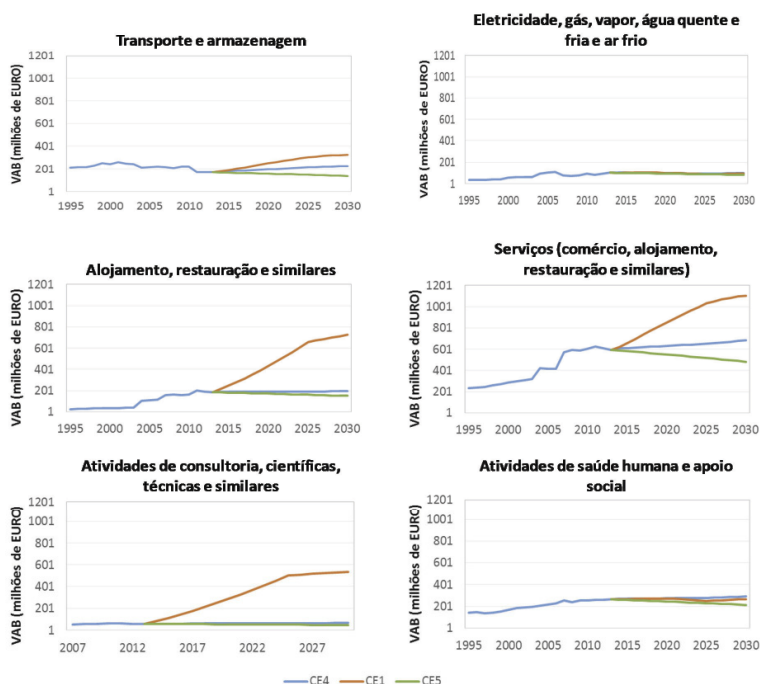 Transporte e armazenagem
VAB (milhões de EURO)
1201
1001
801
601
401
201
1
1995 2000 2005 2010 2015 2020 2025 2030
Eletricidade, gás, vapor, água quente e
fria e ar frio
VAB (milhões de EURO)
1201
1001
801
601
401
201
1
1995 2000 2005 2010 2015 2020 2025 2030
Alojamento, restauração e similares
VAB (milhões de EURO)
1201
1001
801
601
401
201
1
1995 2000 2005 2010 2015 2020 2025 2030
Serviços (comércio, alojamento,
restauração e similares)
VAB (milhões de EURO)
1201
1001
801
601
401
201
1
1995 2000 2005 2010 2015 2020 2025 2030
Atividades de consultoria, científicas,
técnicas e similares
VAB (milhões de EURO)
1201
1001
801
601
401
201
1
2007 2012 2017 2022 2027
Atividades de saúde humana e apoio
social
VAB (milhões de EURO)
1201
1001
801
601
401
201
1
1995 2000 2005 2010 2015 2020 2025 2030
CE4 CE1 CE5